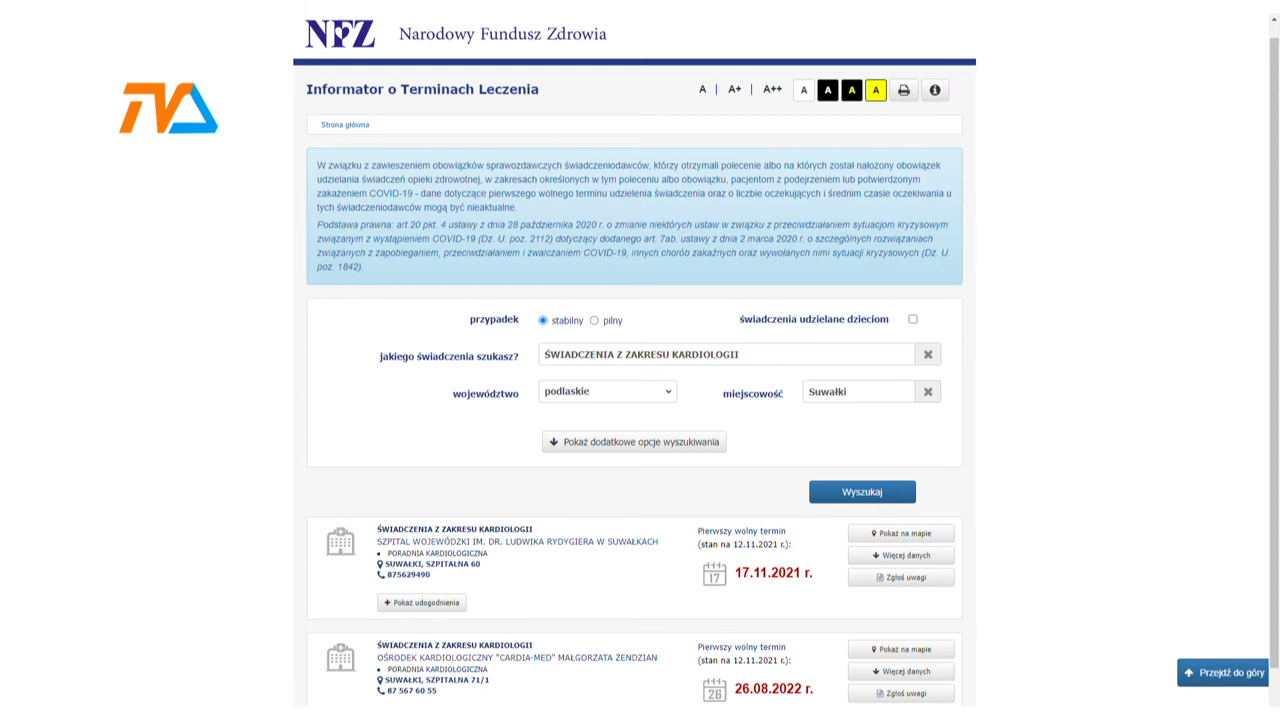 NFZ Narodowy Fundusz Zdrowia
TVA
Informator o Terminach Leczenia
A | A+ | A++ A A A A
Strona główna
W związku z zawieszeniem obowiązków sprawozdawczych świadczeniodawców, którzy otrzymali polecenie albo na których został nałożony obowiązek
udzielania świadczeń opieki zdrowotnej, w zakresach określonych w tym poleceniu albo obowiązku, pacjentom z podejrzeniem lub potwierdzonym
zakażeniem COVID-19 - dane dotyczące pierwszego wolnego terminu udzielenia świadczenia oraz o liczbie oczekujących i średnim czasie oczekiwania u
tych świadczeniodawców mogą być nieaktualne.
Podstawa prawna: art.20 pkt. 4 ustawy z dnia 28 października 2020 r. o zmianie niektórych ustaw w związku z przeciwdziałaniem sytuacjom kryzysowym
związanym z wystąpieniem COVID-19 (Dz. U. poz. 2112) dotyczący dodanego art. 7ab. ustawy z dnia 2 marca 2020 r. o szczególnych rozwiązaniach
związanych z zapobieganiem, przeciwdziałaniem i zwalczaniem COVID-19, innych chorób zakaźnych oraz wywołanych nimi sytuacji kryzysowych (Dz. U.
poz. 1842).
przypadek stabilny pilny świadczenia udzielane dzieciom
jakiego świadczenia szukasz? ŚWIADCZENIA Z ZAKRESU KARDIOLOGII
województwo podlaskie miejscowość Suwałki
Pokaż dodatkowe opcje wyszukiwania
Wyszukaj
ŚWIADCZENIA Z ZAKRESU KARDIOLOGII
SZPITAL WOJEWÓDZKI IM. DR. LUDWIKA RYDYGIERA W SUWAŁKACH
PORADNIA KARDIOLOGICZNA
SUWAŁKI, SZPITALNA 60
875629490
Pokaż udogodnienia
Pierwszy wolny termin
(stan na 12.11.2021 r.):
17 17.11.2021 r.
Pokaż na mapie
Więcej danych
Zgłoś uwagi
ŚWIADCZENIA Z ZAKRESU KARDIOLOGII
OŚRODEK KARDIOLOGICZNY "CARDIA-MED" MAŁGORZATA ŻENDZIAN
PORADNIA KARDIOLOGICZNA
SUWAŁKI, SZPITALNA 71/1
87 567 60 55
Pierwszy wolny termin
(stan na 12.11.2021 r.):
26 26.08.2022 r.
Pokaż na mapie
Więcej danych
Zgłoś uwagi
Przejdź do góry